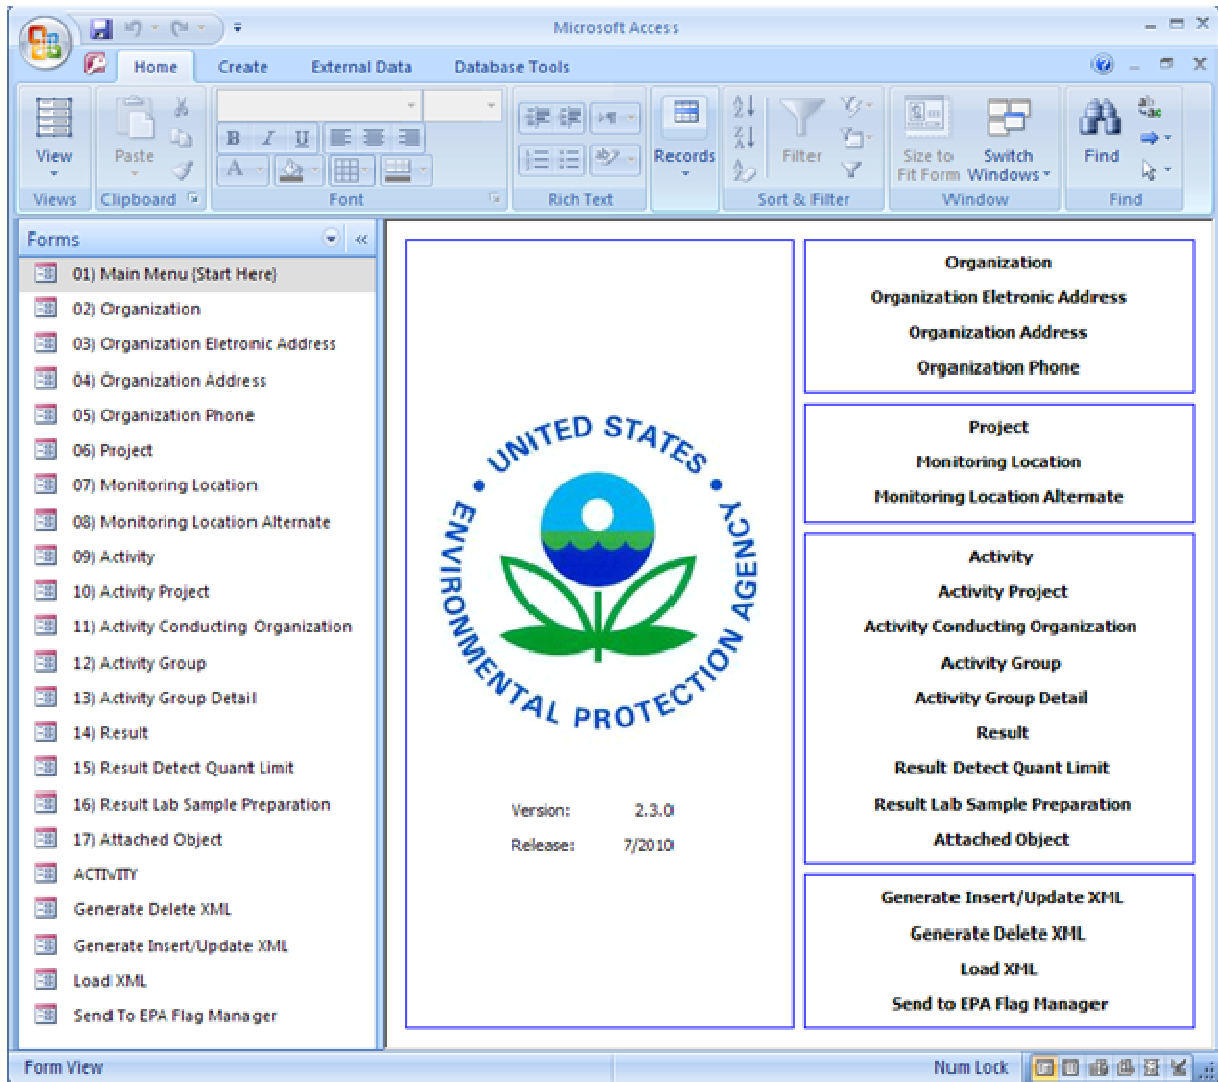 Microsoft Access
Home Create External Data Database Tools
View Paste B I U A Records Filter Size to Fit Form Switch Windows Find
Views Clipboard Font Rich Text Sort & Filter Window Find
Forms
01) Main Menu (Start Here)
02) Organization
03) Organization Eletronic Address
04) Organization Address
05) Organization Phone
06) Project
07) Monitoring Location
08) Monitoring Location Alternate
09) Activity
10) Activity Project
11) Activity Conducting Organization
12) Activity Group
13) Activity Group Detail
14) Result
15) Result Detect Quant Limit
16) Result Lab Sample Preparation
17) Attached Object
ACTIVITY
Generate Delete XML
Generate Insert/Update XML
Load XML
Send To EPA Flag Manager
UNITED STATES
ENVIRONMENTAL PROTECTION AGENCY
Version: 2.3.0
Release: 7/2010
Organization
Organization Eletronic Address
Organization Address
Organization Phone
Project
Monitoring Location
Monitoring Location Alternate
Activity
Activity Project
Activity Conducting Organization
Activity Group
Activity Group Detail
Result
Result Detect Quant Limit
Result Lab Sample Preparation
Attached Object
Generate Insert/Update XML
Generate Delete XML
Load XML
Send to EPA Flag Manager
Form View
Num Lock